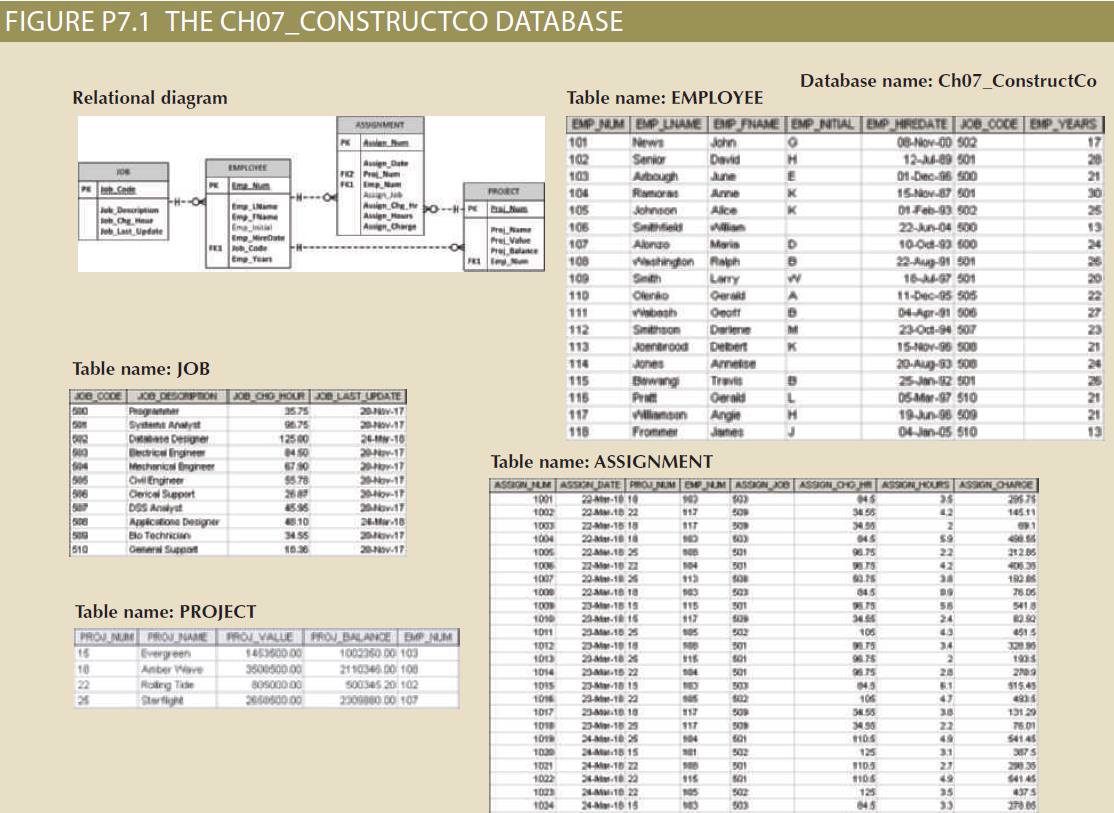 FIGURE P7.1 THE CH07_CONSTRUCTCO DATABASE
Database name: Ch07_ConstructCo
Relational diagram
JOB
PK Job_Code
Job_Description
Job_Chg_Hour
Job_Last_Update
EMPLOYEE
PK Emp_Num
Emp_LName
Emp_FName
Emp_Initial
Emp_HireDate
FK1 Job_Code
Emp_Years
ASSIGNMENT
PK Assign_Num
Assign_Date
FK2 Proj_Num
FK1 Emp_Num
Assign_Job
Assign_Chg_Hr
Assign_Hours
Assign_Charge
PROJECT
PK Proj_Num
Proj_Name
Proj_Value
Proj_Balance
FK1 Emp_Num
Table name: EMPLOYEE
EMP_NUM EMP_LNAME EMP_FNAME EMP_INITIAL EMP_HIREDATE JOB_CODE EMP_YEARS
101 News John G 08-Nov-00 502 17
102 Senior David H 12-Jul-89 501 28
103 Arbough June E 01-Dec-96 500 21
104 Ramoras Anne K 15-Nov-87 501 30
105 Johnson Alice K 01-Feb-93 502 25
106 Smithfield William 22-Jun-04 500 13
107 Alonzo Maria D 10-Oct-93 500 24
108 Washington Ralph B 22-Aug-91 501 26
109 Smith Larry W 18-Jul-97 501 20
110 Olenko Gerald A 11-Dec-95 505 22
111 Wabash Geoff B 04-Apr-91 506 27
112 Smithson Darlene M 23-Oct-94 507 23
113 Joenbrood Delbert K 15-Nov-96 508 21
114 Jones Annelise 20-Aug-93 508 24
115 Bawangi Travis B 25-Jan-92 501 26
116 Pratt Gerald L 05-Mar-97 510 21
117 Williamson Angie H 19-Jun-96 509 21
118 Frommer James J 04-Jan-05 510 13
Table name: JOB
JOB_CODE JOB_DESCRIPTION JOB_CHG_HOUR JOB_LAST_UPDATE
500 Programmer 35.75 20-Nov-17
501 Systems Analyst 96.75 20-Nov-17
502 Database Designer 125.00 24-Mar-18
503 Electrical Engineer 84.50 20-Nov-17
504 Mechanical Engineer 67.90 20-Nov-17
505 Civil Engineer 55.78 20-Nov-17
506 Clerical Support 26.87 20-Nov-17
507 DSS Analyst 45.95 20-Nov-17
508 Applications Designer 48.10 24-Mar-18
509 Bio Technician 34.55 20-Nov-17
510 General Support 18.36 20-Nov-17
Table name: PROJECT
PROJ_NUM PROJ_NAME PROJ_VALUE PROJ_BALANCE EMP_NUM
15 Evergreen 1453500.00 1002350.00 103
18 Amber Wave 3500500.00 2110346.00 108
22 Rolling Tide 805000.00 500345.20 102
25 Starflight 2650500.00 2309880.00 107
Table name: ASSIGNMENT
ASSIGN_NUM ASSIGN_DATE PROJ_NUM EMP_NUM ASSIGN_JOB ASSIGN_CHG_HR ASSIGN_HOURS ASSIGN_CHARGE
1001 22-Mar-18 18 103 503 84.5 3.5 295.75
1002 22-Mar-18 22 117 509 34.55 4.2 145.11
1003 22-Mar-18 18 117 509 34.55 2 69.1
1004 22-Mar-18 18 103 503 84.5 5.9 498.55
1005 22-Mar-18 25 108 501 96.75 2.2 212.85
1006 22-Mar-18 22 104 501 96.75 4.2 406.35
1007 22-Mar-18 25 113 508 50.75 3.8 192.85
1008 22-Mar-18 18 103 503 84.5 0.9 76.05
1009 23-Mar-18 15 115 501 96.75 5.6 541.8
1010 23-Mar-18 15 117 509 34.55 2.4 82.92
1011 23-Mar-18 25 105 502 105 4.3 451.5
1012 23-Mar-18 18 108 501 96.75 3.4 328.95
1013 23-Mar-18 25 115 501 96.75 2 193.5
1014 23-Mar-18 22 104 501 96.75 2.8 270.9
1015 23-Mar-18 15 103 503 84.5 6.1 515.45
1016 23-Mar-18 22 105 502 105 4.7 493.5
1017 23-Mar-18 18 117 509 34.55 3.8 131.29
1018 23-Mar-18 25 117 509 34.55 2.2 76.01
1019 24-Mar-18 25 104 501 110.5 4.9 541.45
1020 24-Mar-18 15 101 502 125 3.1 387.5
1021 24-Mar-18 22 108 501 110.5 2.7 298.35
1022 24-Mar-18 22 115 501 110.5 4.9 541.45
1023 24-Mar-18 22 105 502 125 3.5 437.5
1024 24-Mar-18 15 103 503 84.5 3.3 278.85